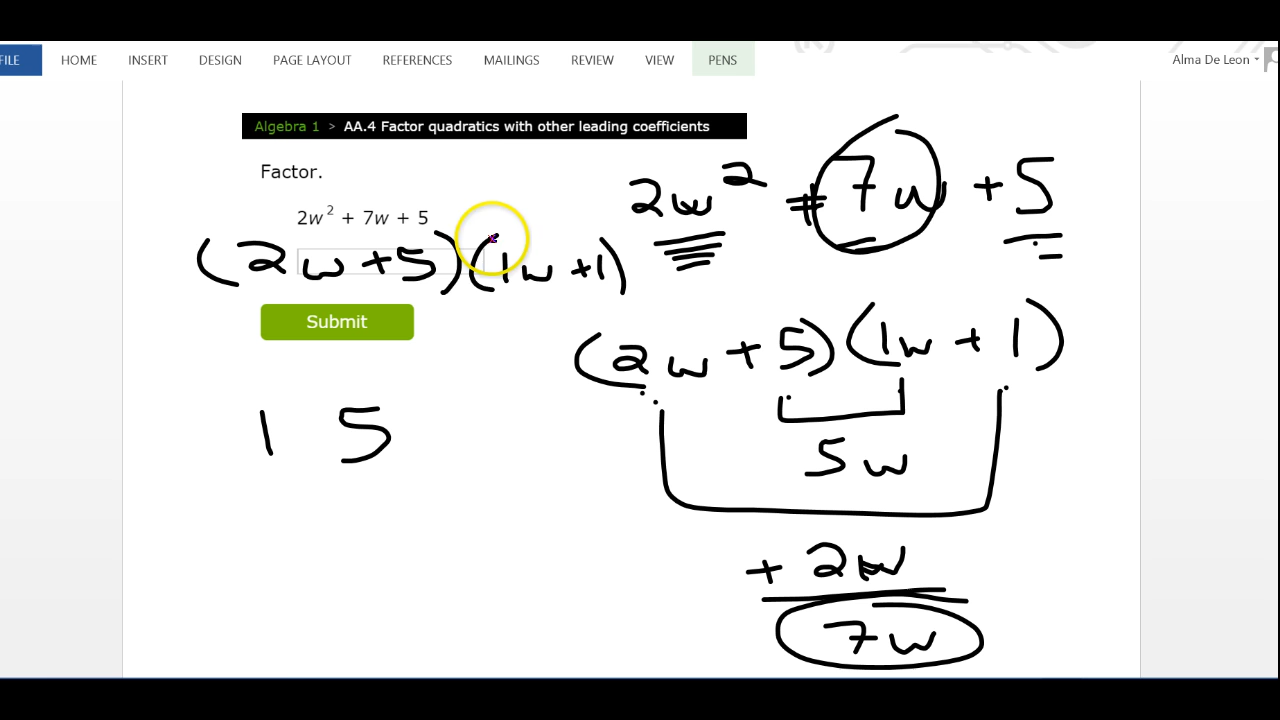 FILE HOME INSERT DESIGN PAGE LAYOUT REFERENCES MAILINGS REVIEW VIEW PENS Alma De Leon
Algebra 1 > AA.4 Factor quadratics with other leading coefficients
Factor.
2w² + 7w + 5
2w² + 7w + 5
(2w + 5)(1w + 1)
Submit
(2w + 5)(1w + 1)
1 5
5w
+ 2w
7w